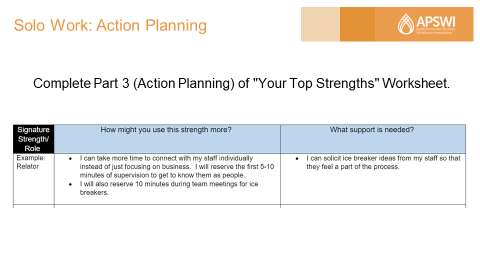 Solo Work: Action Planning
APSWI
Complete Part 3 (Action Planning) of "Your Top Strengths" Worksheet.
Signature
Strength/
Role
How might you use this strength more?
What support is needed?
Example:
Relator
• I can take more time to connect with my staff individually
instead of just focusing on business. I will reserve the first 5-10
minutes of supervision to get to know them as people.
• I will also reserve 10 minutes during team meetings for ice
breakers.
• I can solicit ice breaker ideas from my staff so that
they feel a part of the process.